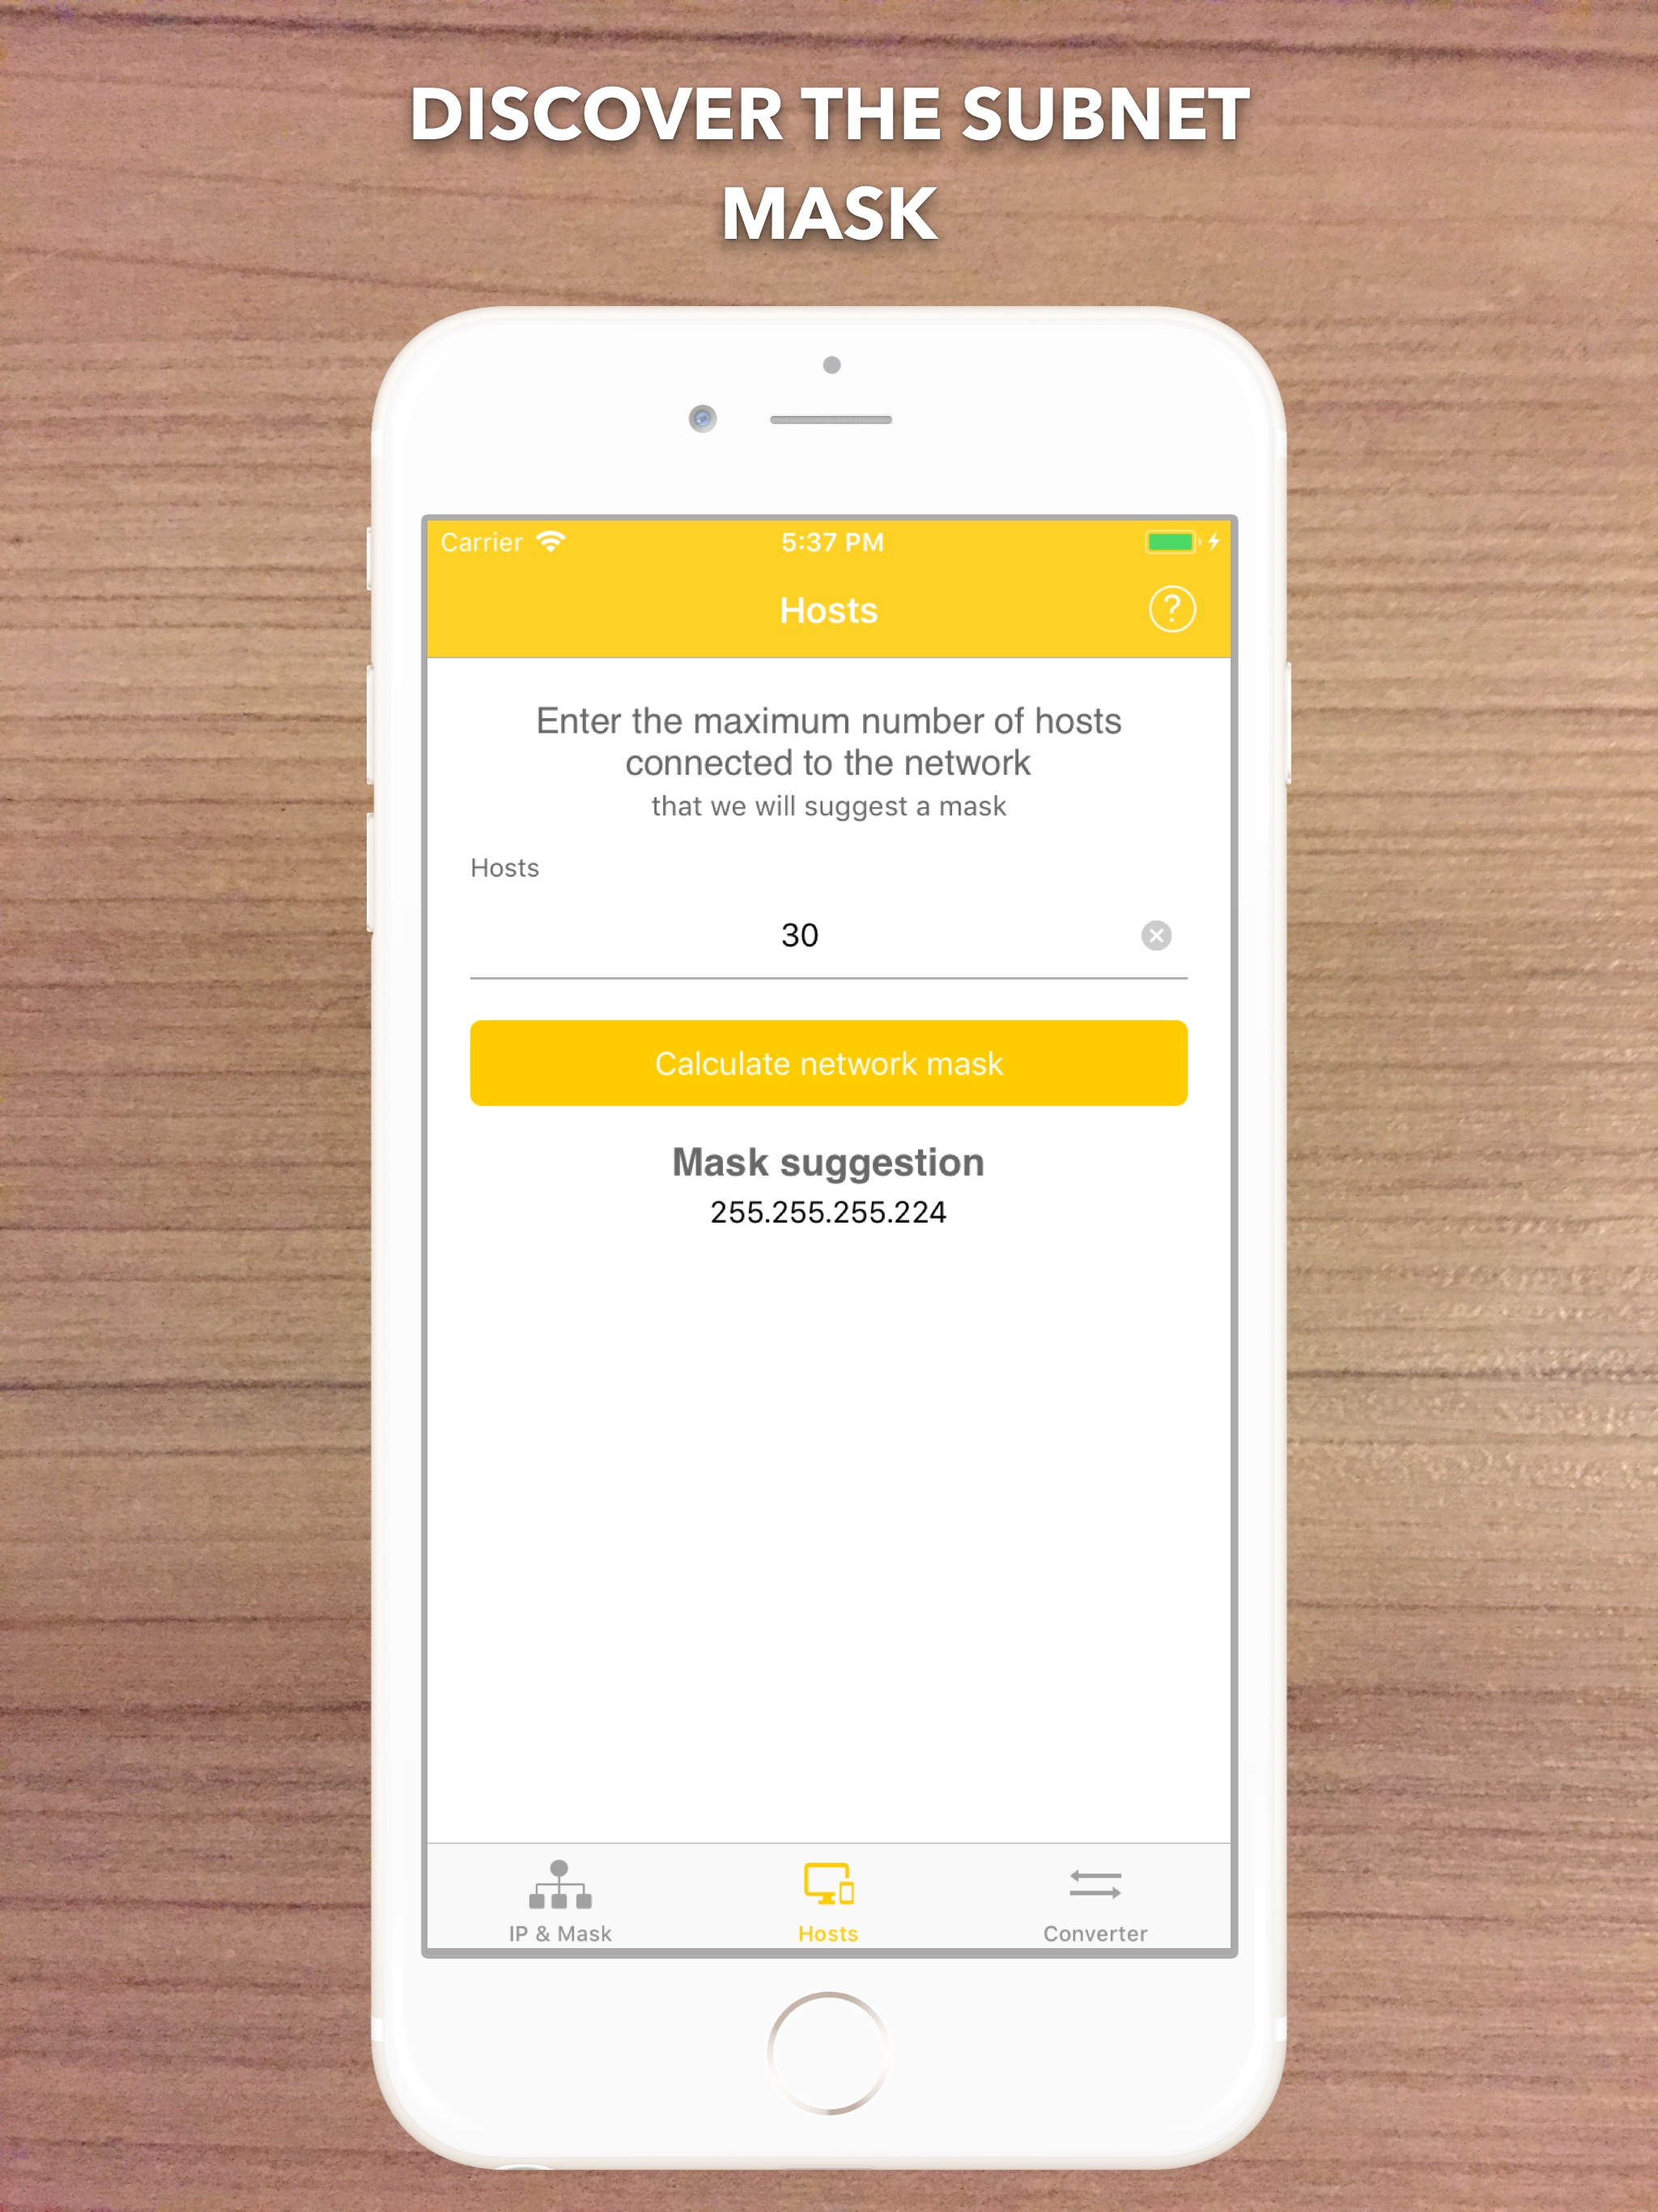 DISCOVER THE SUBNET
MASK
Carrier
5:37 PM
Hosts
?
Enter the maximum number of hosts
connected to the network
that we will suggest a mask
Hosts
30
Calculate network mask
Mask suggestion
255.255.255.224
IP & Mask
Hosts
Converter